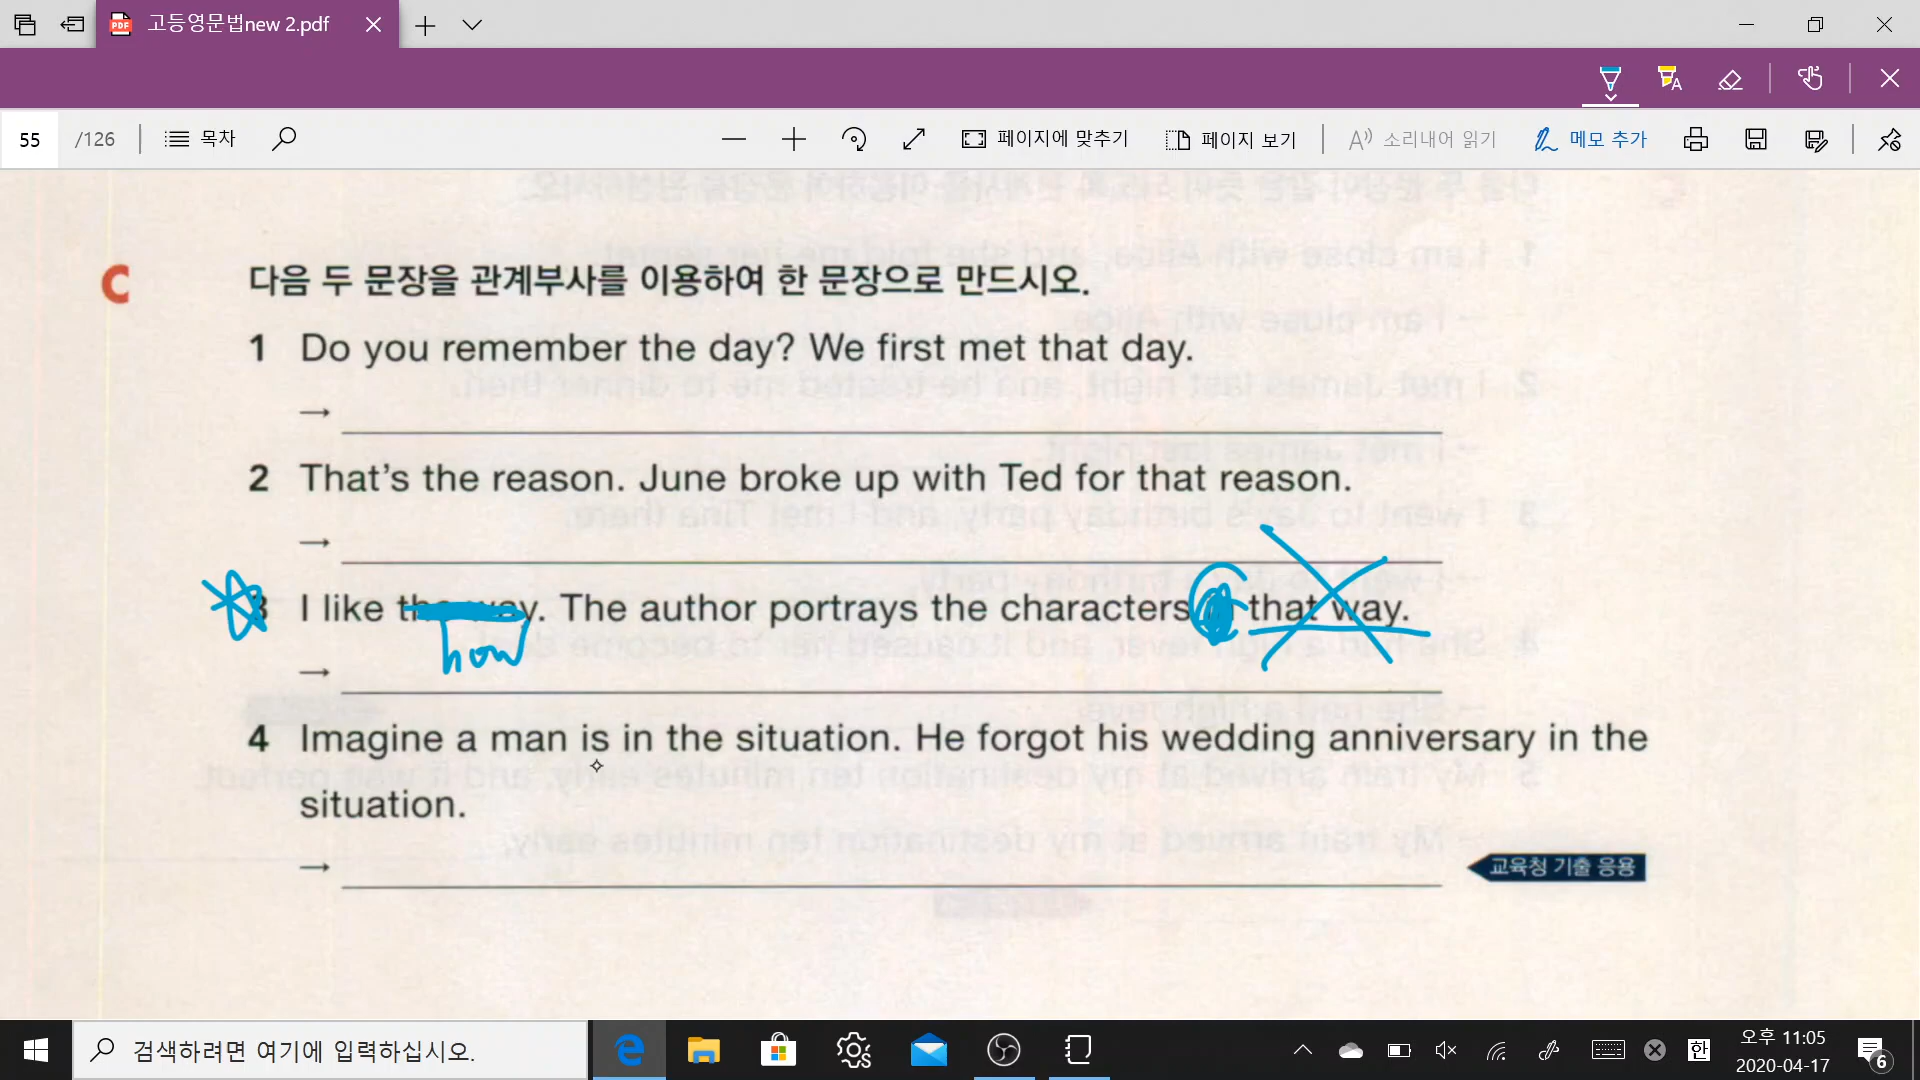 고등영문법new 2.pdf
55 /126 목차 페이지에 맞추기 페이지 보기 소리내어 읽기 메모 추가
C 다음 두 문장을 관계부사를 이용하여 한 문장으로 만드시오.
1 Do you remember the day? We first met that day.
→
2 That's the reason. June broke up with Ted for that reason.
→
3 I like the way. The author portrays the characters that way.
how
→
4 Imagine a man is in the situation. He forgot his wedding anniversary in the
situation.
→
교육청 기출 응용
검색하려면 여기에 입력하십시오.
한
오후 11:05
2020-04-17
6